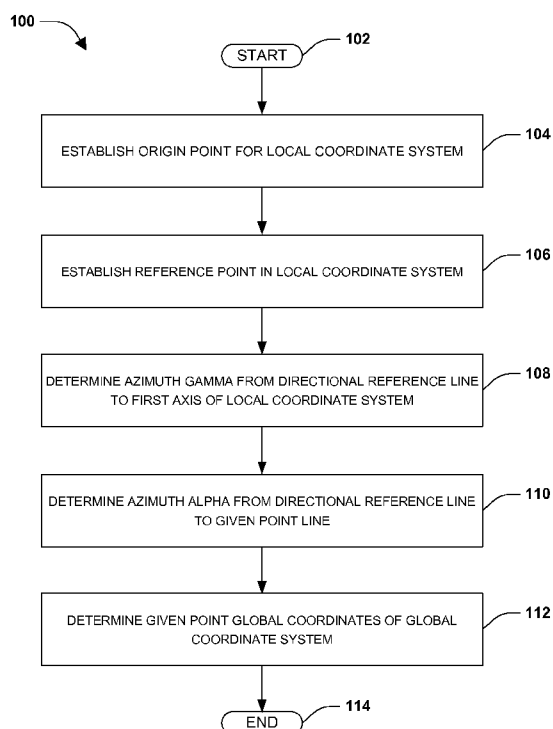 100
START
102
ESTABLISH ORIGIN POINT FOR LOCAL COORDINATE SYSTEM
104
ESTABLISH REFERENCE POINT IN LOCAL COORDINATE SYSTEM
106
DETERMINE AZIMUTH GAMMA FROM DIRECTIONAL REFERENCE LINE
TO FIRST AXIS OF LOCAL COORDINATE SYSTEM
108
DETERMINE AZIMUTH ALPHA FROM DIRECTIONAL REFERENCE LINE
TO GIVEN POINT LINE
110
DETERMINE GIVEN POINT GLOBAL COORDINATES OF GLOBAL
COORDINATE SYSTEM
112
END
114